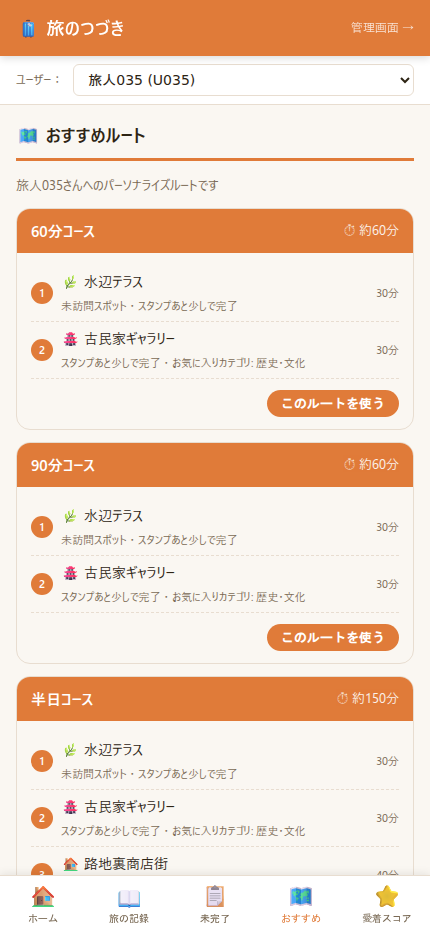 旅のつづき
管理画面 →
ユーザー：
旅人035 (U035)
おすすめルート
旅人035さんへのパーソナライズルートです
60分コース
⏱ 約60分
1
水辺テラス
30分
未訪問スポット・スタンプあと少しで完了
2
古民家ギャラリー
30分
スタンプあと少しで完了・お気に入りカテゴリ: 歴史・文化
このルートを使う
90分コース
⏱ 約60分
1
水辺テラス
30分
未訪問スポット・スタンプあと少しで完了
2
古民家ギャラリー
30分
スタンプあと少しで完了・お気に入りカテゴリ: 歴史・文化
このルートを使う
半日コース
⏱ 約150分
1
水辺テラス
30分
未訪問スポット・スタンプあと少しで完了
2
古民家ギャラリー
30分
スタンプあと少しで完了・お気に入りカテゴリ: 歴史・文化
路地裏商店街
ホーム
旅の記録
未完了
おすすめ
愛着スコア